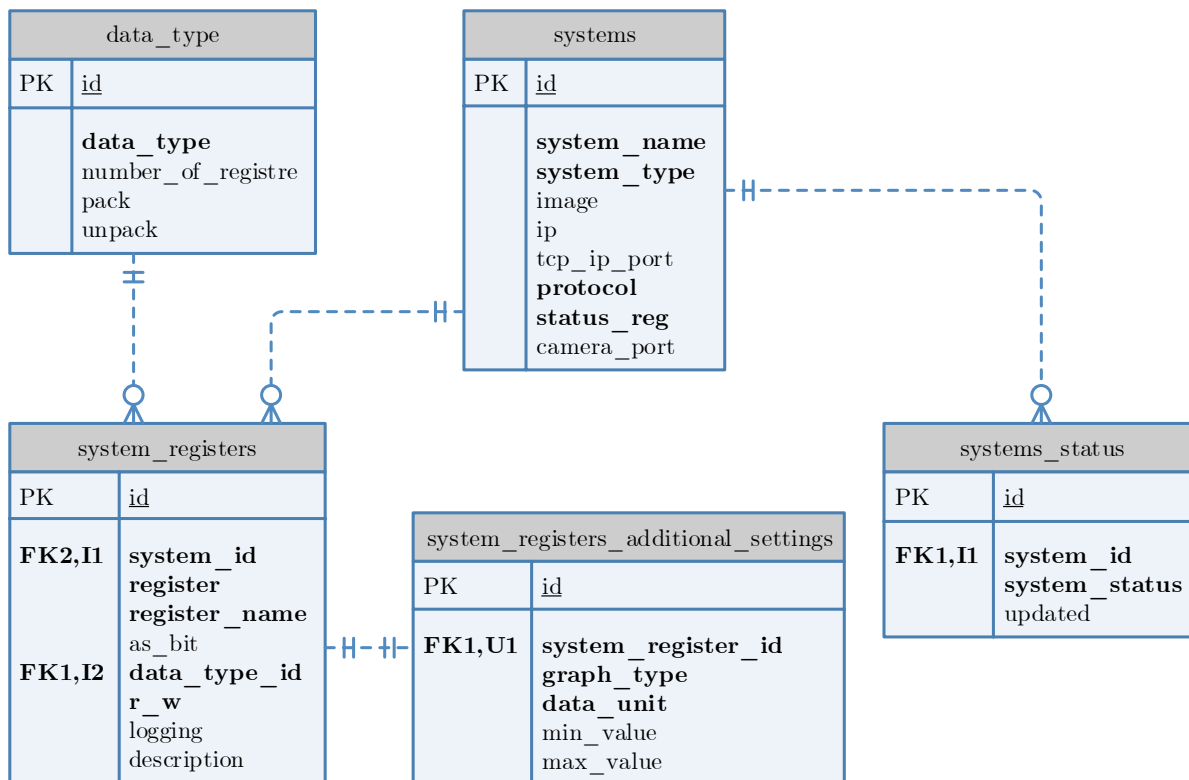 data_type
PK id
data_type
number_of_registre
pack
unpack
systems
PK id
system_name
system_type
image
ip
tcp_ip_port
protocol
status_reg
camera_port
system_registers
PK id
FK2,I1 system_id
register
register_name
as_bit
FK1,I2 data_type_id
r_w
logging
description
system_registers_additional_settings
PK id
FK1,U1 system_register_id
graph_type
data_unit
min_value
max_value
systems_status
PK id
FK1,I1 system_id
system_status
updated